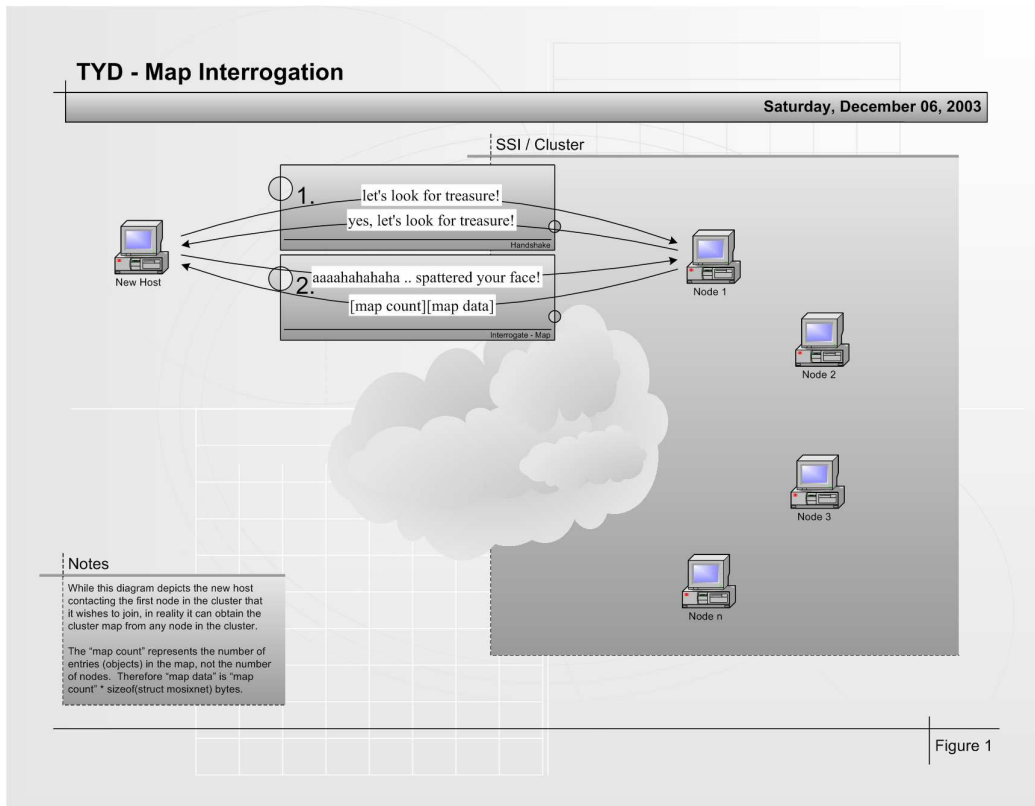 TYD - Map Interrogation
Saturday, December 06, 2003
SSI / Cluster
1.
let's look for treasure!
yes, let's look for treasure!
Handshake
New Host
Node 1
2.
aaaahahahaha .. spattered your face!
[map count][map data]
Interrogate - Map
Node 2
Node 3
Node n
Notes
While this diagram depicts the new host
contacting the first node in the cluster that
it wishes to join, in reality it can obtain the
cluster map from any node in the cluster.
The “map count” represents the number of
entries (objects) in the map, not the number
of nodes. Therefore “map data” is “map
count” * sizeof(struct mosixnet) bytes.
Figure 1